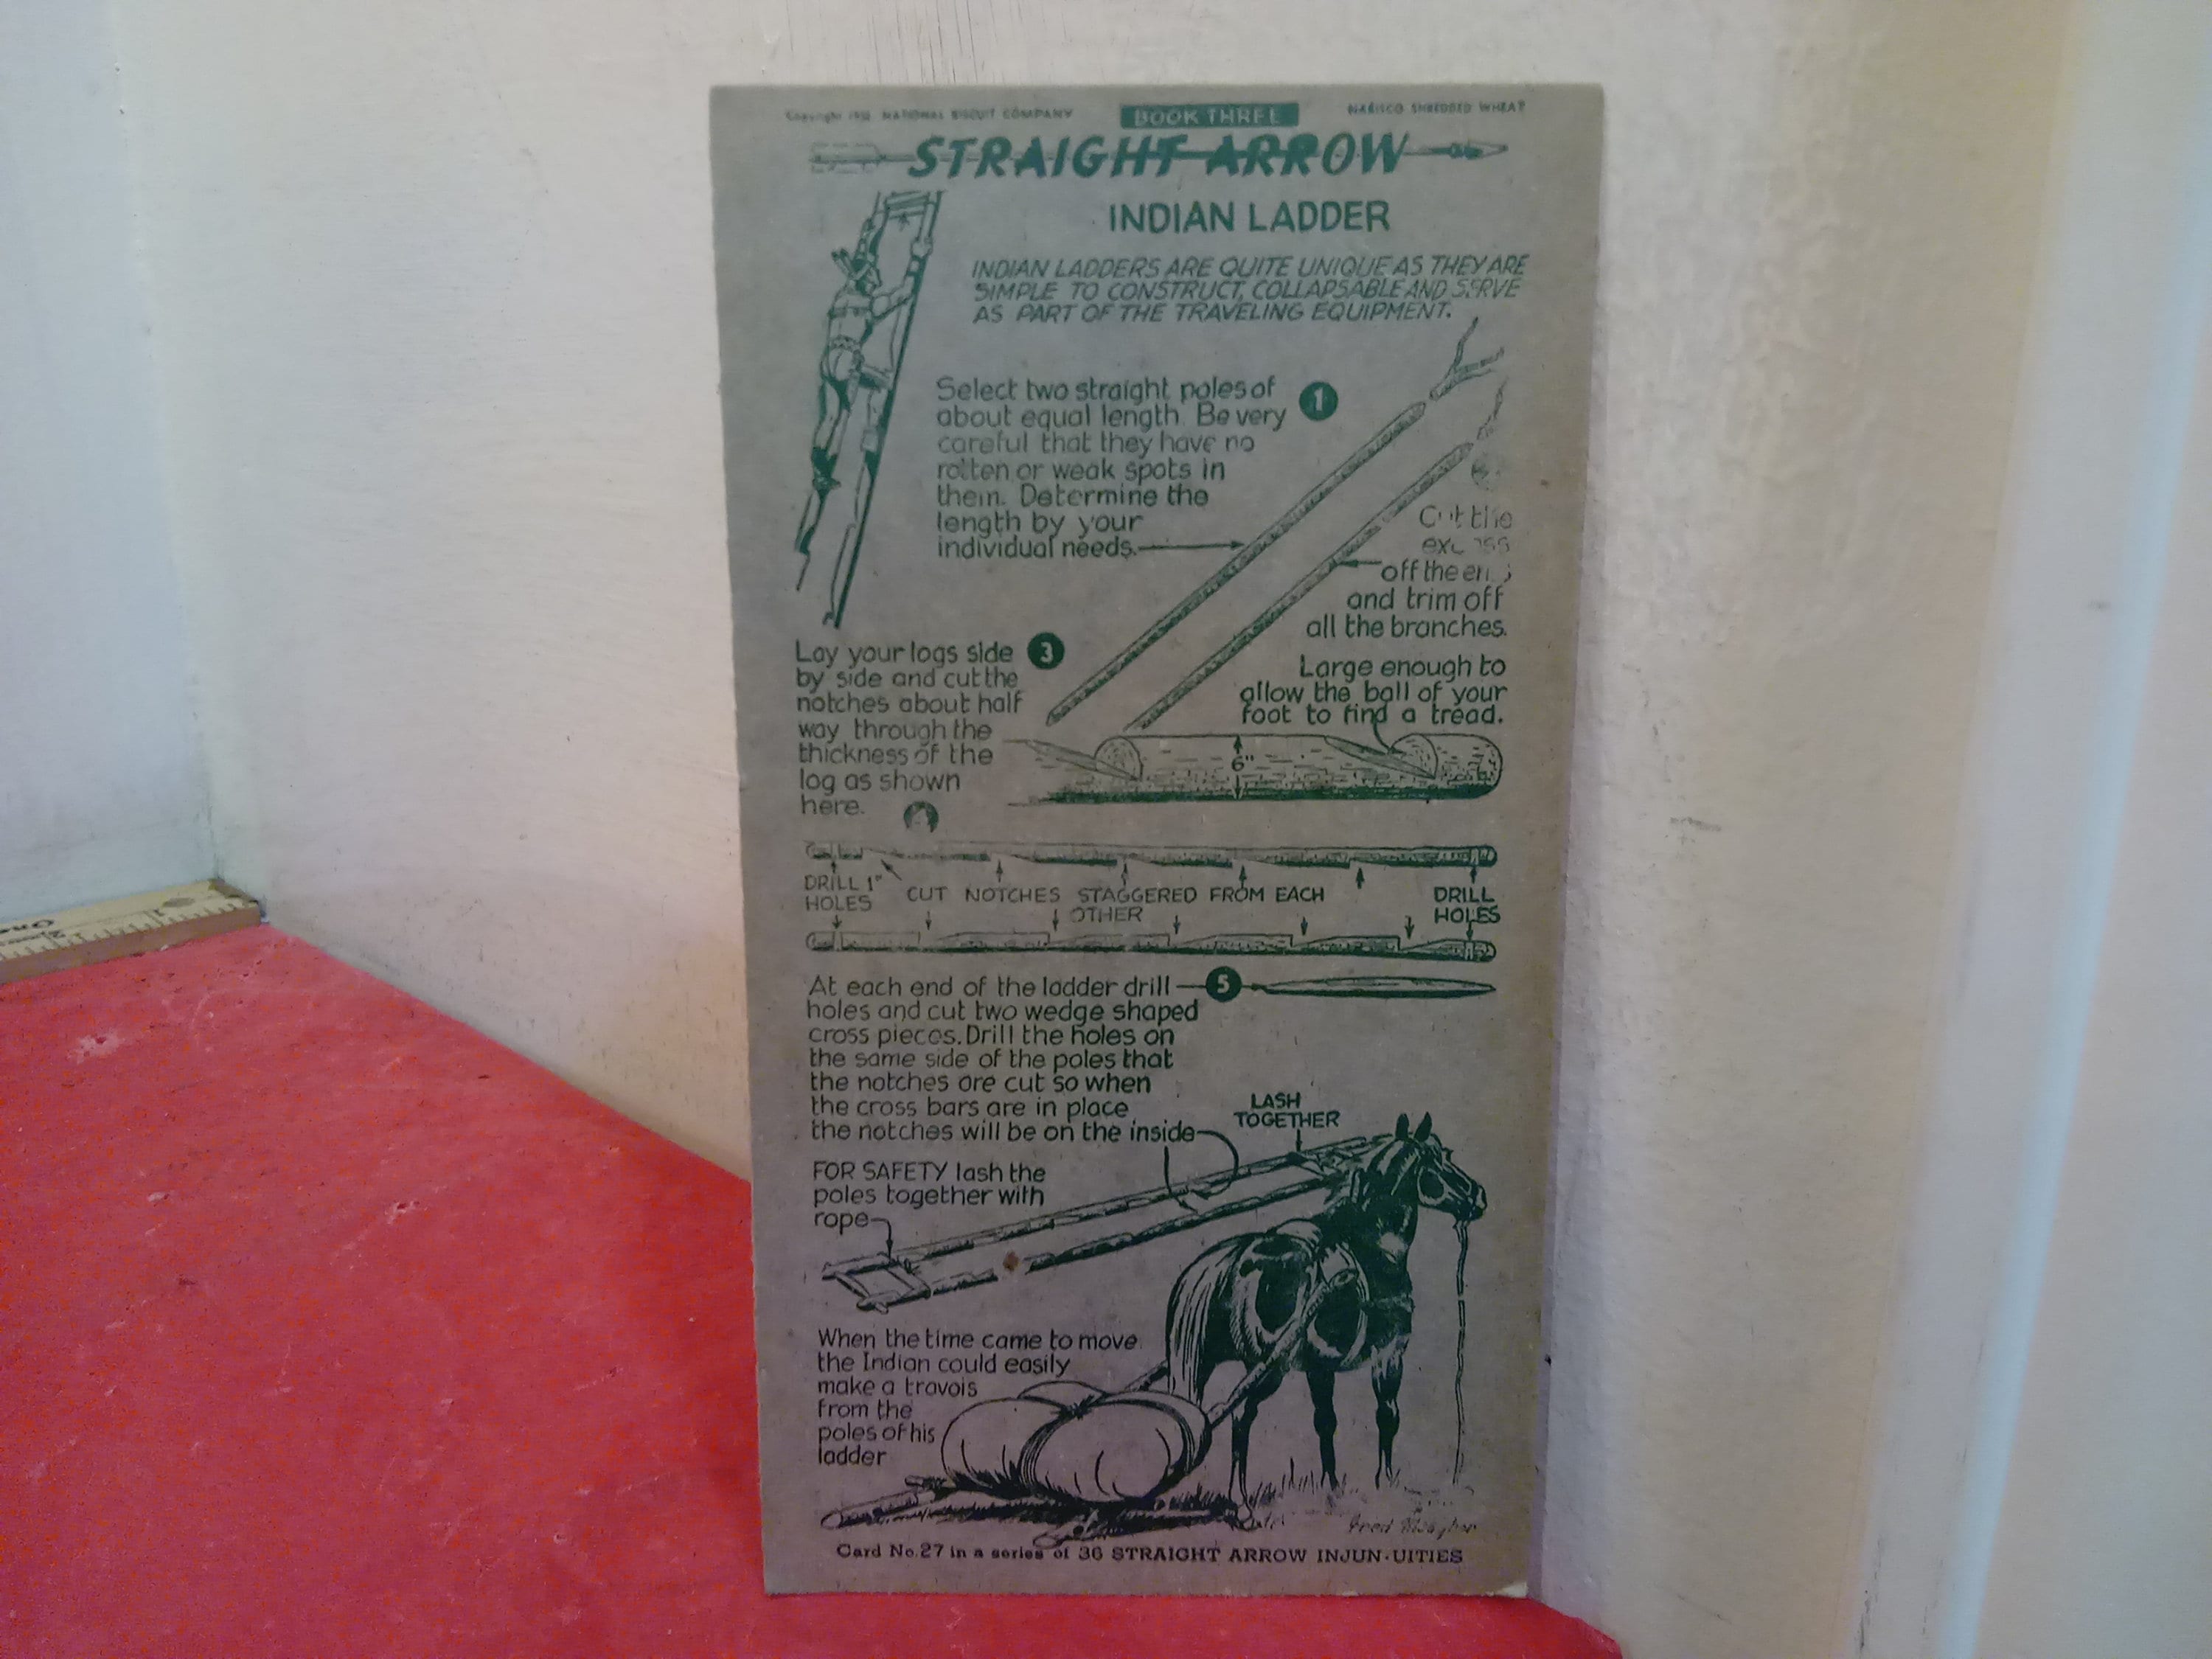 NATIONAL BISCUIT COMPANY
BOOK THREE
NABISCO SHREDDED WHEAT
STRAIGHT ARROW
INDIAN LADDER
INDIAN LADDERS ARE QUITE UNIQUE AS THEY ARE
SIMPLE TO CONSTRUCT, COLLAPSABLE AND SERVE
AS PART OF THE TRAVELING EQUIPMENT.
1
Select two straight poles of
about equal length. Be very
careful that they have no
rotten or weak spots in
them. Determine the
length by your
individual needs.
Cut the
off the
and trim off
all the branches.
3
Lay your logs side
by side and cut the
notches about half
way through the
thickness of the
log as shown
here.
Large enough to
allow the ball of your
foot to find a tread.
6"
4
DRILL 1"
HOLES
CUT NOTCHES STAGGERED FROM EACH
OTHER
DRILL
HOLES
5
At each end of the ladder drill
holes and cut two wedge shaped
cross pieces. Drill the holes on
the same side of the poles that
the notches are cut so when
the cross bars are in place
the notches will be on the inside
LASH
TOGETHER
FOR SAFETY lash the
poles together with
rope
When the time came to move
the Indian could easily
make a travois
from the
poles of his
ladder
Fred Meagher
Card No. 27 in a series of 36 STRAIGHT ARROW INJUN-UITIES